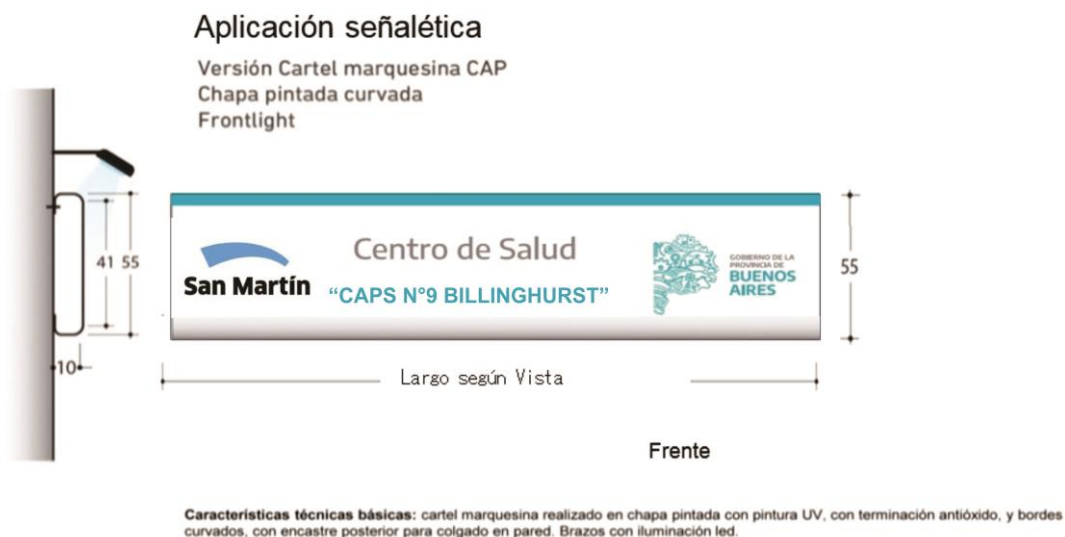 Aplicación señalética
Versión Cartel marquesina CAP
Chapa pintada curvada
Frontlight
41 55
10
San Martín
Centro de Salud
“CAPS N°9 BILLINGHURST”
GOBIERNO DE LA
PROVINCIA DE
BUENOS
AIRES
55
Largo según Vista
Frente
Características técnicas básicas: cartel marquesina realizado en chapa pintada con pintura UV, con terminación antióxido, y bordes
curvados, con encastre posterior para colgado en pared. Brazos con iluminación led.